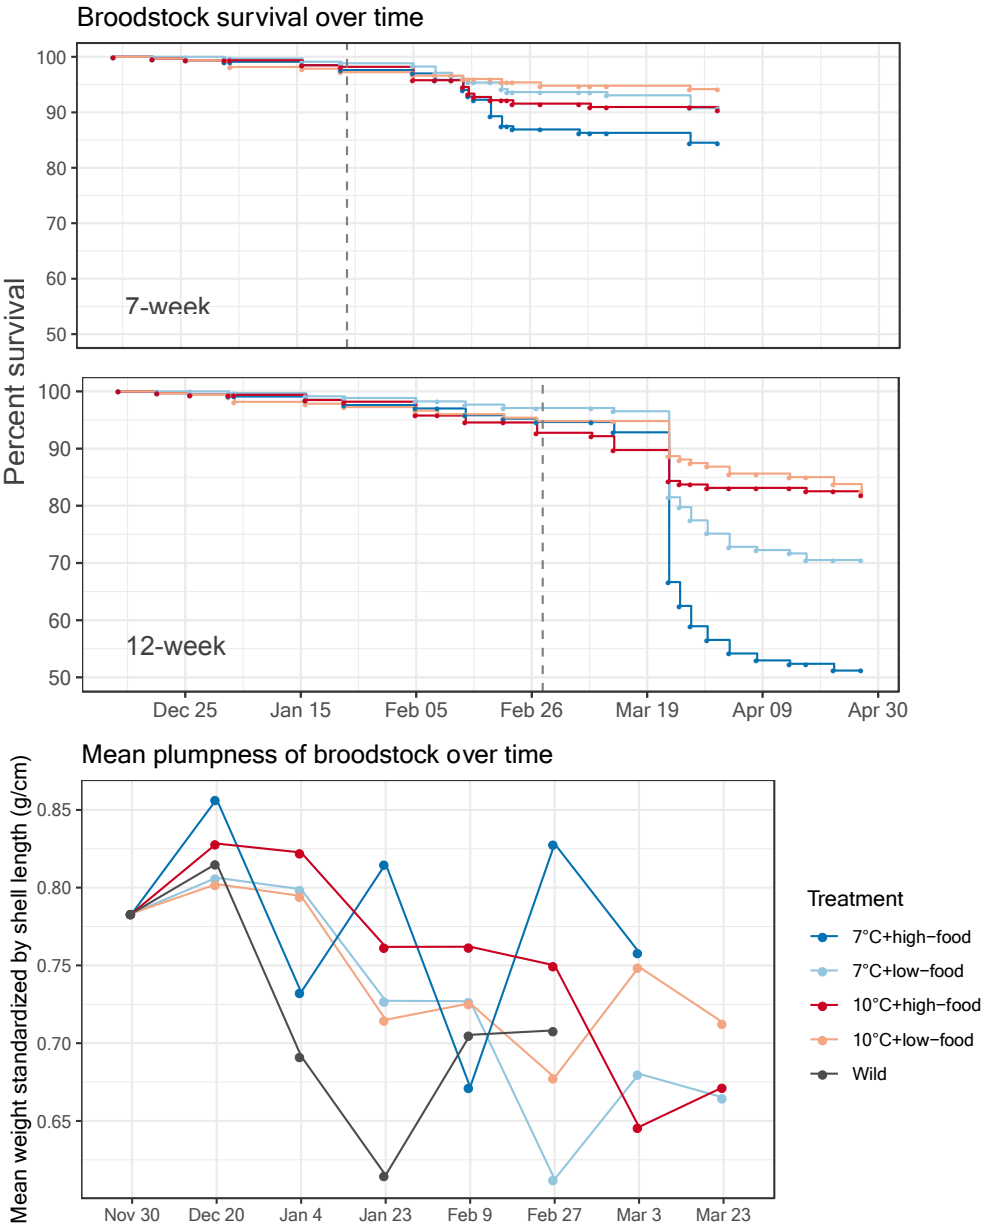 Broodstock survival over time
Percent survival
100
90
80
70
60
50
7-week
100
90
80
70
60
50
12-week
Dec 25 Jan 15 Feb 05 Feb 26 Mar 19 Apr 09 Apr 30
Mean plumpness of broodstock over time
Mean weight standardized by shell length (g/cm)
0.85
0.80
0.75
0.70
0.65
Nov 30 Dec 20 Jan 4 Jan 23 Feb 9 Feb 27 Mar 3 Mar 23
Treatment
7°C+high−food
7°C+low−food
10°C+high−food
10°C+low−food
Wild